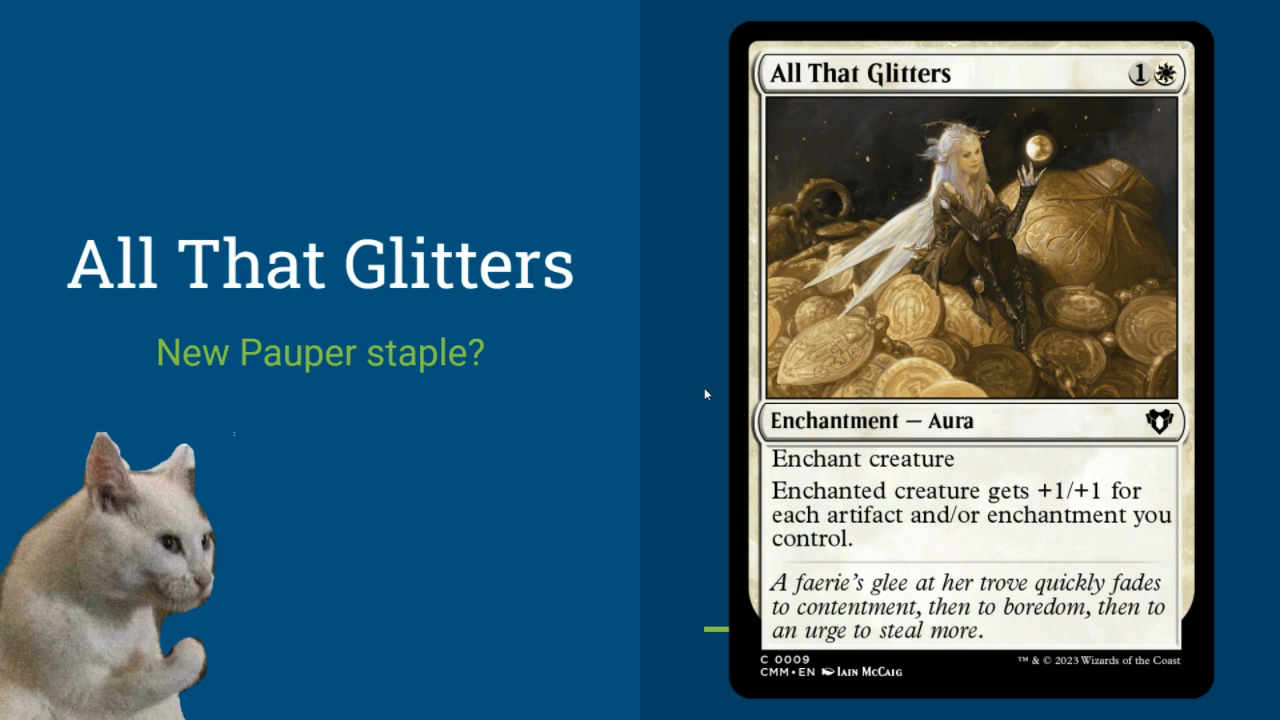 All That Glitters
New Pauper staple?
All That Glitters 1
Enchantment — Aura
Enchant creature
Enchanted creature gets +1/+1 for
each artifact and/or enchantment you
control.
A faerie's glee at her trove quickly fades
to contentment, then to boredom, then to
an urge to steal more.
C 0009
CMM•EN Iain McCaig
™ & © 2023 Wizards of the Coast